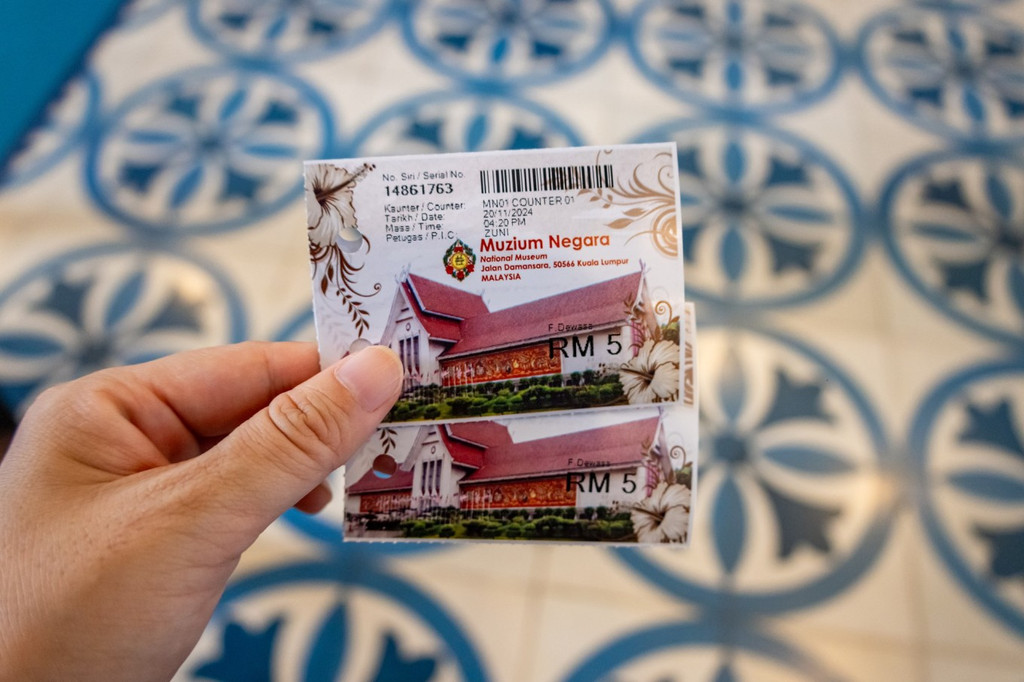 No. Siri / Serial No.
14861763
Kaunter / Counter: MN01 COUNTER 01
Tarikh / Date: 20/11/2024
Masa / Time: 04:20 PM
Petugas / P.I.C: ZUNI
Muzium Negara
National Museum
Jalan Damansara, 50566 Kuala Lumpur
MALAYSIA
F.Dewasa
RM 5
F.Dewasa
RM 5